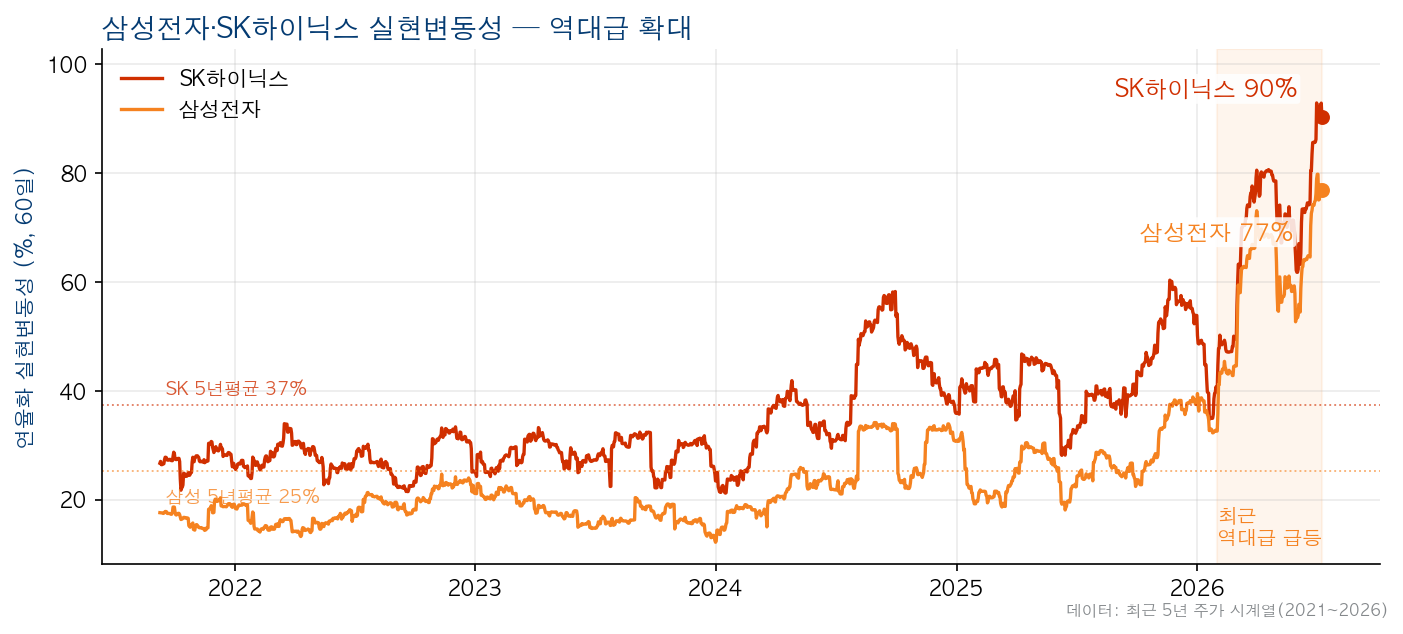 삼성전자·SK하이닉스 실현변동성 — 역대급 확대
연율화 실현변동성 (%, 60일)
100
80
60
40
20
SK하이닉스
삼성전자
SK하이닉스 90%
삼성전자 77%
SK 5년평균 37%
삼성 5년평균 25%
최근
역대급 급등
2022
2023
2024
2025
2026
데이터: 최근 5년 주가 시계열(2021~2026)